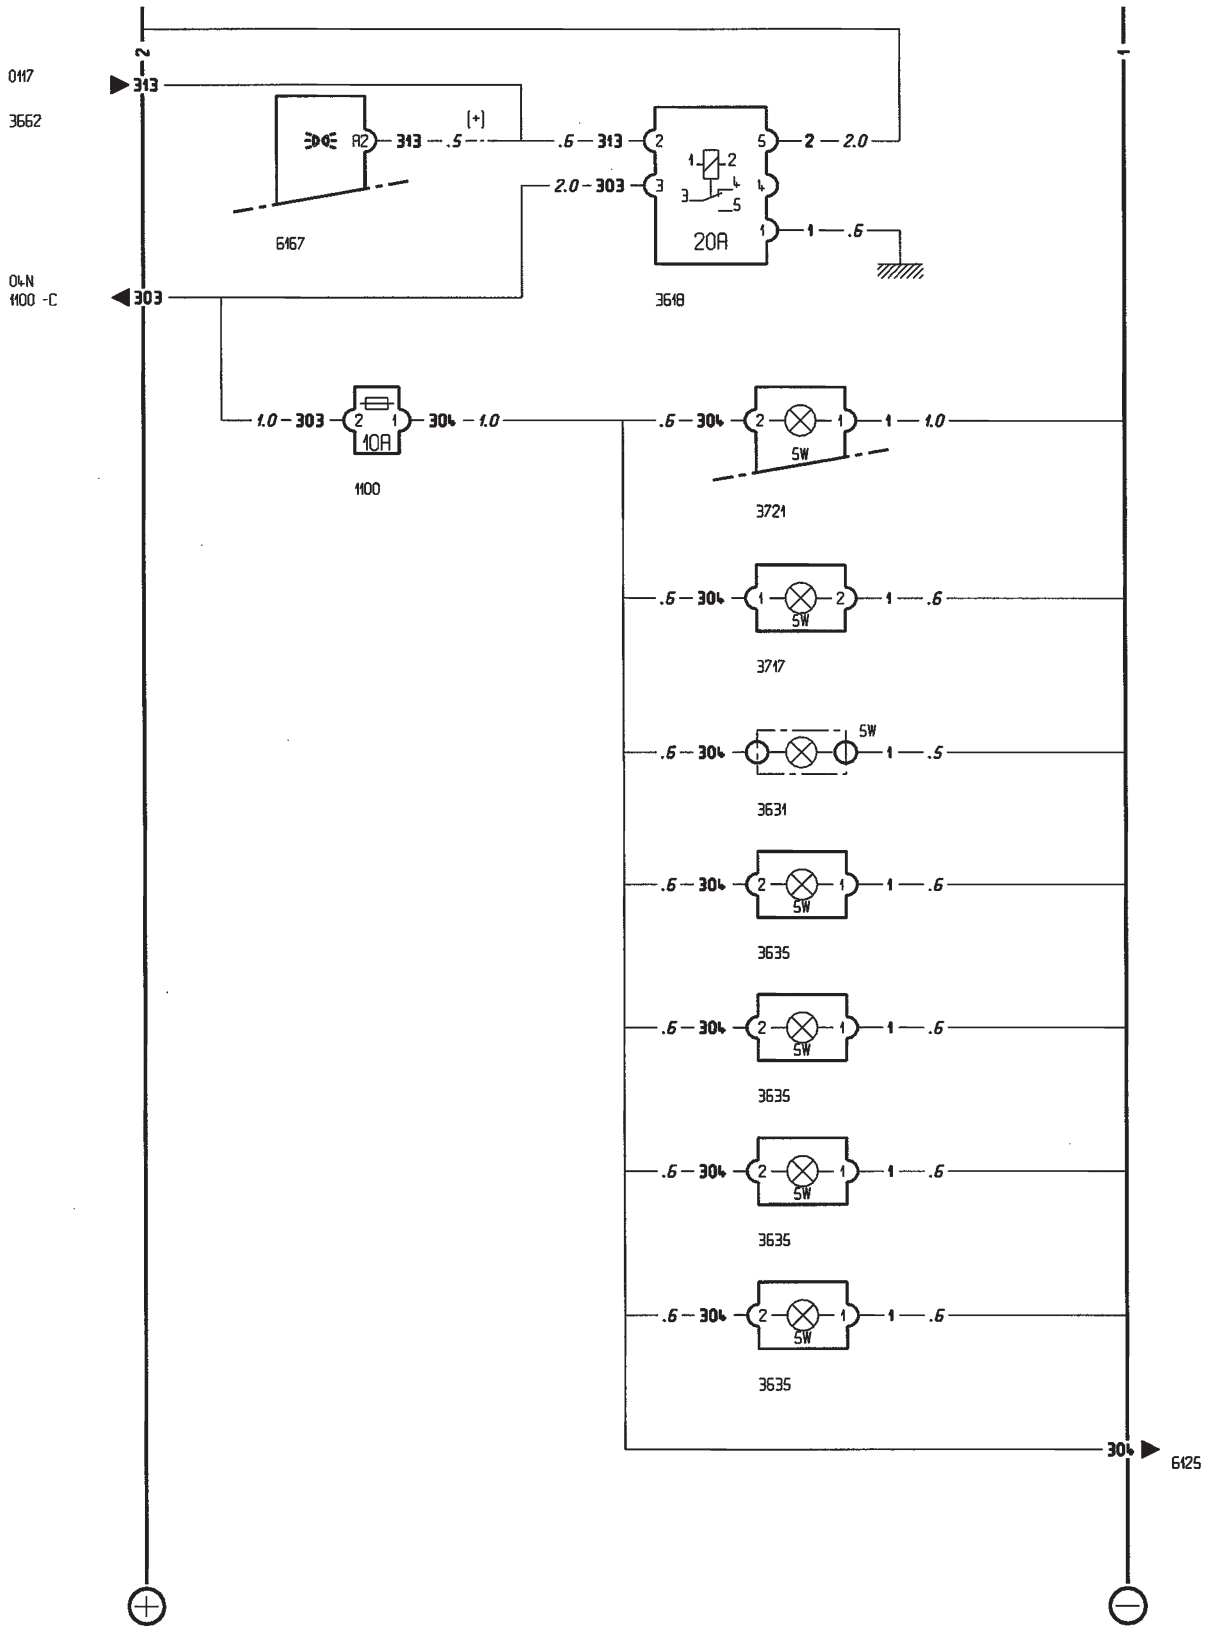 2
1
0117
313
3662
A2 313 .5 (+) .6 313 2
5 2 2.0
1 2
2.0 303 3
3 4 5
4
20A
1 1 .6
6167
04N
1100 -C
303
3618
1.0 303 2 1 304 1.0
10A
1100
.6 304 2 1 1 1.0
5W
3721
.6 304 1 2 1 .6
5W
3717
5W
.6 304 1 .5
3631
.6 304 2 1 1 .6
5W
3635
.6 304 2 1 1 .6
5W
3635
.6 304 2 1 1 .6
5W
3635
.6 304 2 1 1 .6
5W
3635
304
6125
+
−